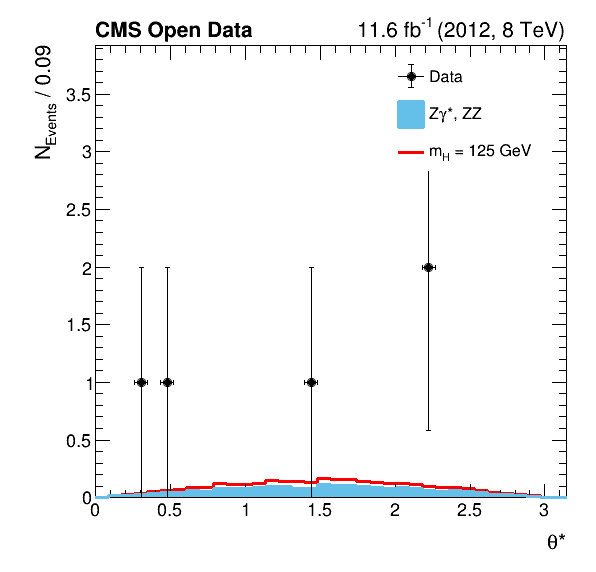 CMS Open Data 11.6 fb⁻¹ (2012, 8 TeV)
N_Events / 0.09
Data
Zγ*, ZZ
m_H = 125 GeV
3.5
3
2.5
2
1.5
1
0.5
0
0 0.5 1 1.5 2 2.5 3
θ*